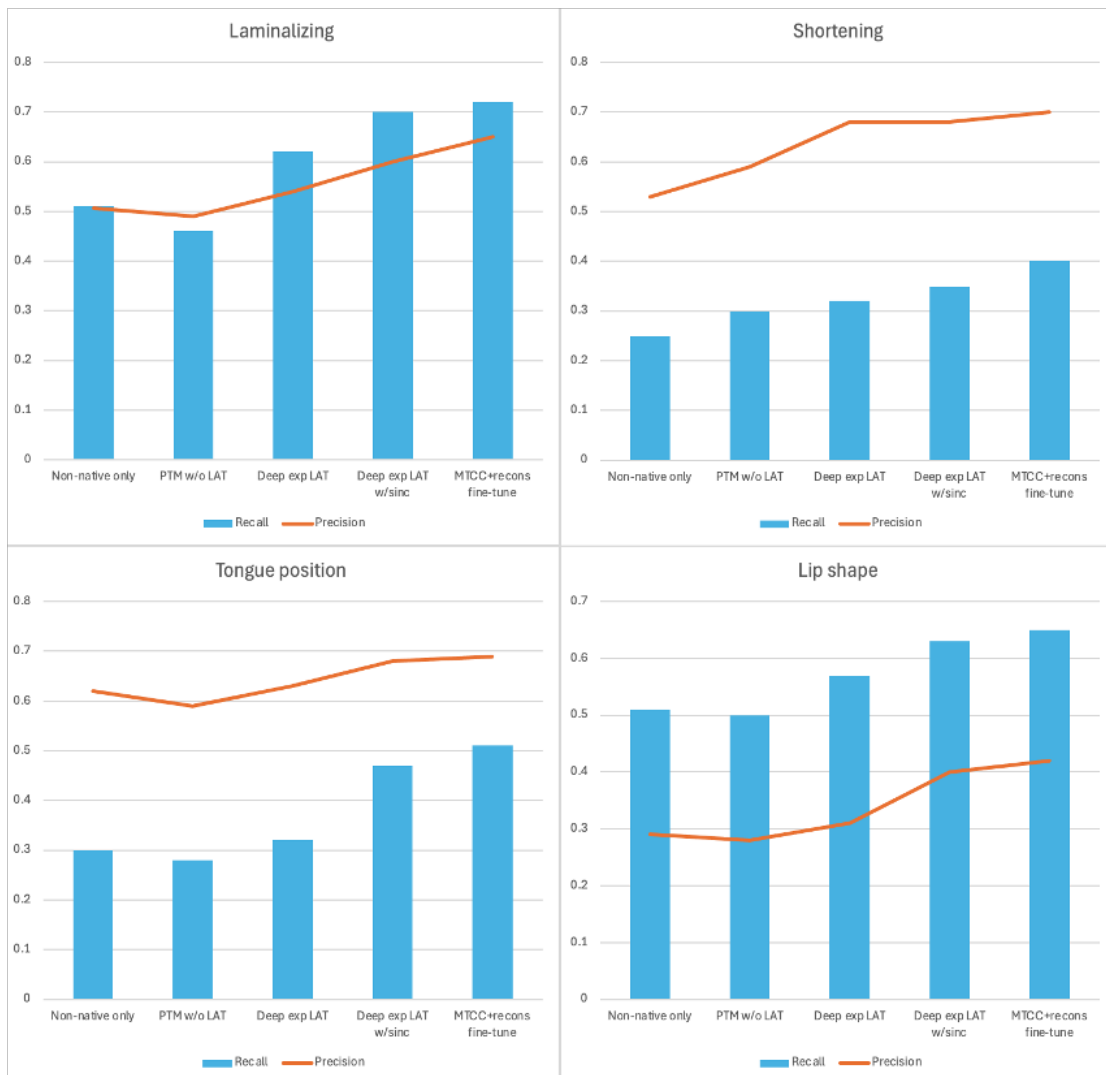 Laminalizing
0.8
0.7
0.6
0.5
0.4
0.3
0.2
0.1
0
Non-native only PTM w/o LAT Deep exp LAT Deep exp LAT MTCC+recons
w/sinc fine-tune
Recall Precision
Shortening
0.8
0.7
0.6
0.5
0.4
0.3
0.2
0.1
0
Non-native only PTM w/o LAT Deep exp LAT Deep exp LAT MTCC+recons
w/sinc fine-tune
Recall Precision
Tongue position
0.8
0.7
0.6
0.5
0.4
0.3
0.2
0.1
0
Non-native only PTM w/o LAT Deep exp LAT Deep exp LAT MTCC+recons
w/sinc fine-tune
Recall Precision
Lip shape
0.7
0.6
0.5
0.4
0.3
0.2
0.1
0
Non-native only PTM w/o LAT Deep exp LAT Deep exp LAT MTCC+recons
w/sinc fine-tune
Recall Precision